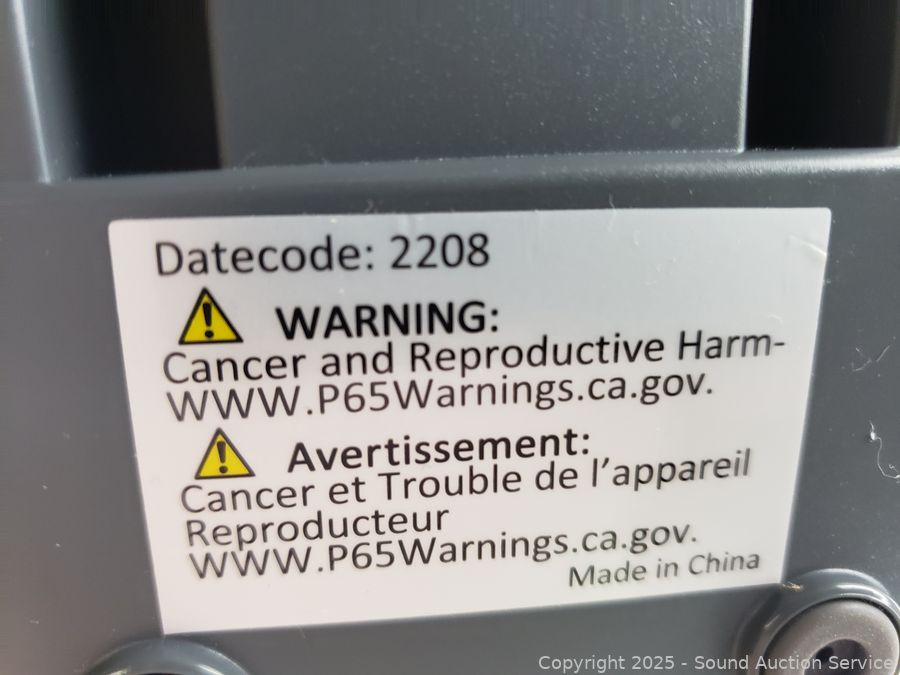 Datecode: 2208
WARNING:
Cancer and Reproductive Harm-
WWW.P65Warnings.ca.gov.
Avertissement:
Cancer et Trouble de l'appareil
Reproducteur
WWW.P65Warnings.ca.gov.
Made in China
Copyright 2025 - Sound Auction Service